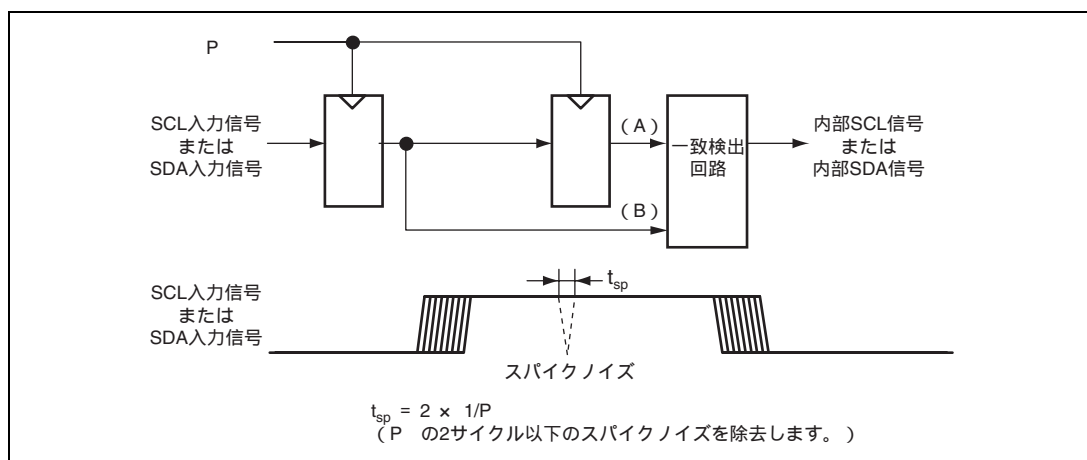 P
SCL入力信号
または
SDA入力信号
（A）
（B）
一致検出
回路
内部SCL信号
または
内部SDA信号
SCL入力信号
または
SDA入力信号
tsp
スパイクノイズ
tsp = 2 × 1/P
（P　の2サイクル以下のスパイクノイズを除去します。）